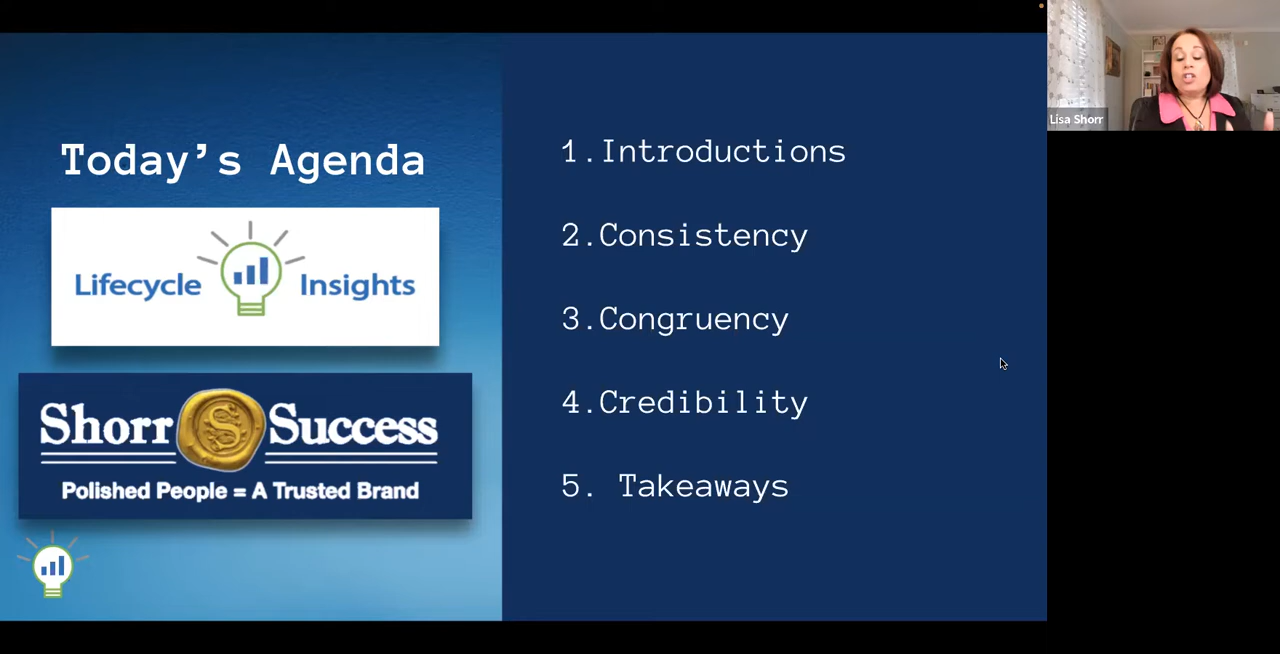 Today’s Agenda
Lifecycle Insights
Shorr Success
Polished People = A Trusted Brand
1.Introductions
2.Consistency
3.Congruency
4.Credibility
5. Takeaways
Lisa Shorr